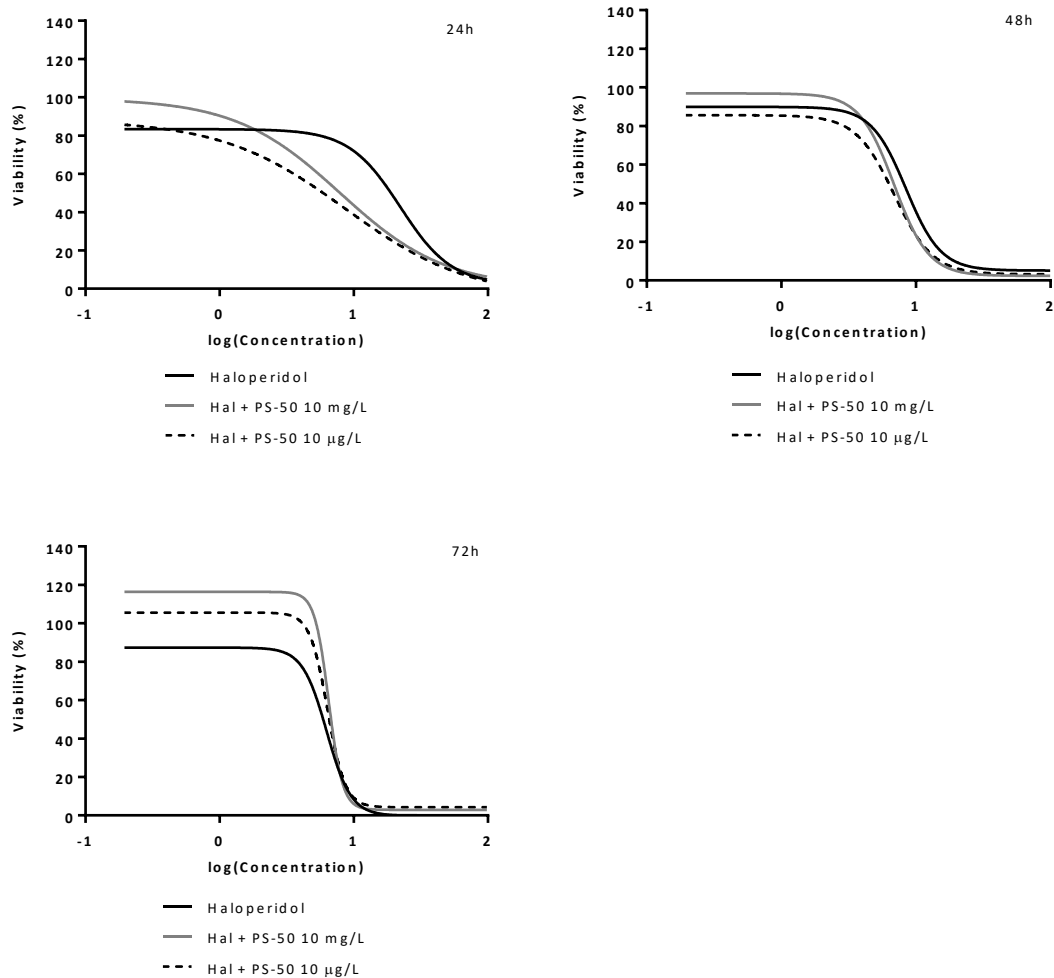 24h
Viability (%)
140
120
100
80
60
40
20
0
-1 0 1 2
log(Concentration)
Haloperidol
Hal + PS-50 10 mg/L
Hal + PS-50 10 μg/L
48h
Viability (%)
140
120
100
80
60
40
20
0
-1 0 1 2
log(Concentration)
Haloperidol
Hal + PS-50 10 mg/L
Hal + PS-50 10 μg/L
72h
Viability (%)
140
120
100
80
60
40
20
0
-1 0 1 2
log(Concentration)
Haloperidol
Hal + PS-50 10 mg/L
Hal + PS-50 10 μg/L